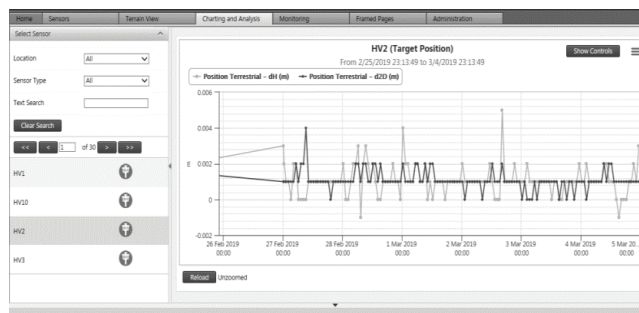 Home Sensors Terrain View Charting and Analysis Monitoring Framed Pages Administration
Select Sensor
Location All
Sensor Type All
Text Search
Clear Search
<< < 1 of 30 > >>
HV1
HV10
HV2
HV3
HV2 (Target Position)
Show Controls
From 2/25/2019 23:13:49 to 3/4/2019 23:13:49
Position Terrestrial - dH (m) Position Terrestrial - d2D (m)
0.006
0.004
0.002
0
-0.002
m
26 Feb 2019 27 Feb 2019 28 Feb 2019 1 Mar 2019 2 Mar 2019 3 Mar 2019 4 Mar 2019 5 Mar 20...
00:00 00:00 00:00 00:00 00:00 00:00 00:00 00:00
Reload Unzoomed